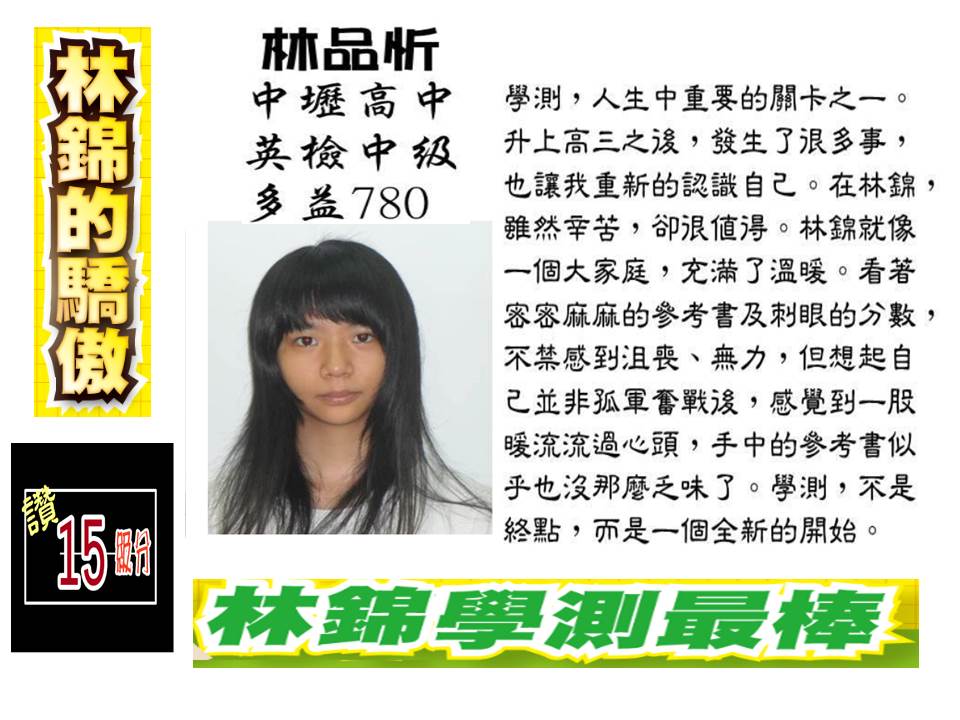 林錦的驕傲
林品忻
中壢高中
英檢中級
多益780
學測，人生中重要的關卡之一。
升上高三之後，發生了很多事，
也讓我重新的認識自己。在林錦，
雖然辛苦，卻很值得。林錦就像
一個大家庭，充滿了溫暖。看著
密密麻麻的參考書及刺眼的分數，
不禁感到沮喪、無力，但想起自
己並非孤軍奮戰後，感覺到一股
暖流流過心頭，手中的參考書似
乎也沒那麼乏味了。學測，不是
終點，而是一個全新的開始。
讚
15級分
林錦學測最棒